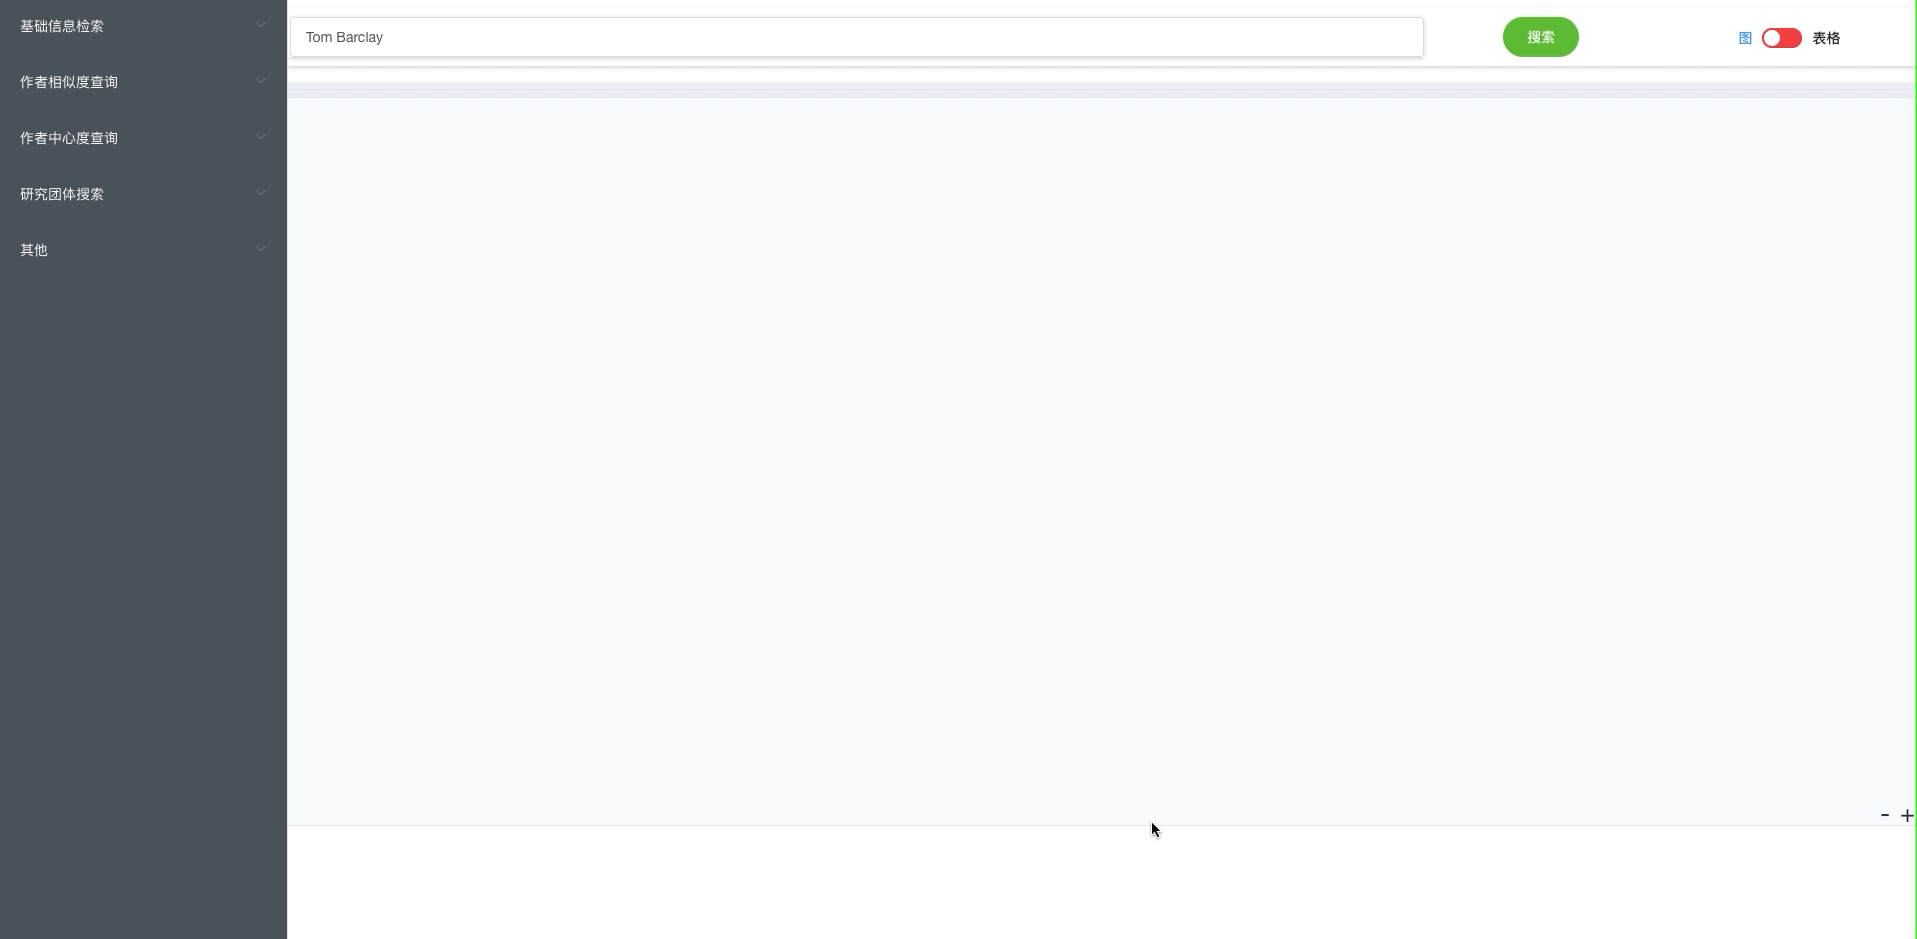 基础信息检索
作者相似度查询
作者中心度查询
研究团体搜索
其他
Tom Barclay
搜索
图
表格
- +